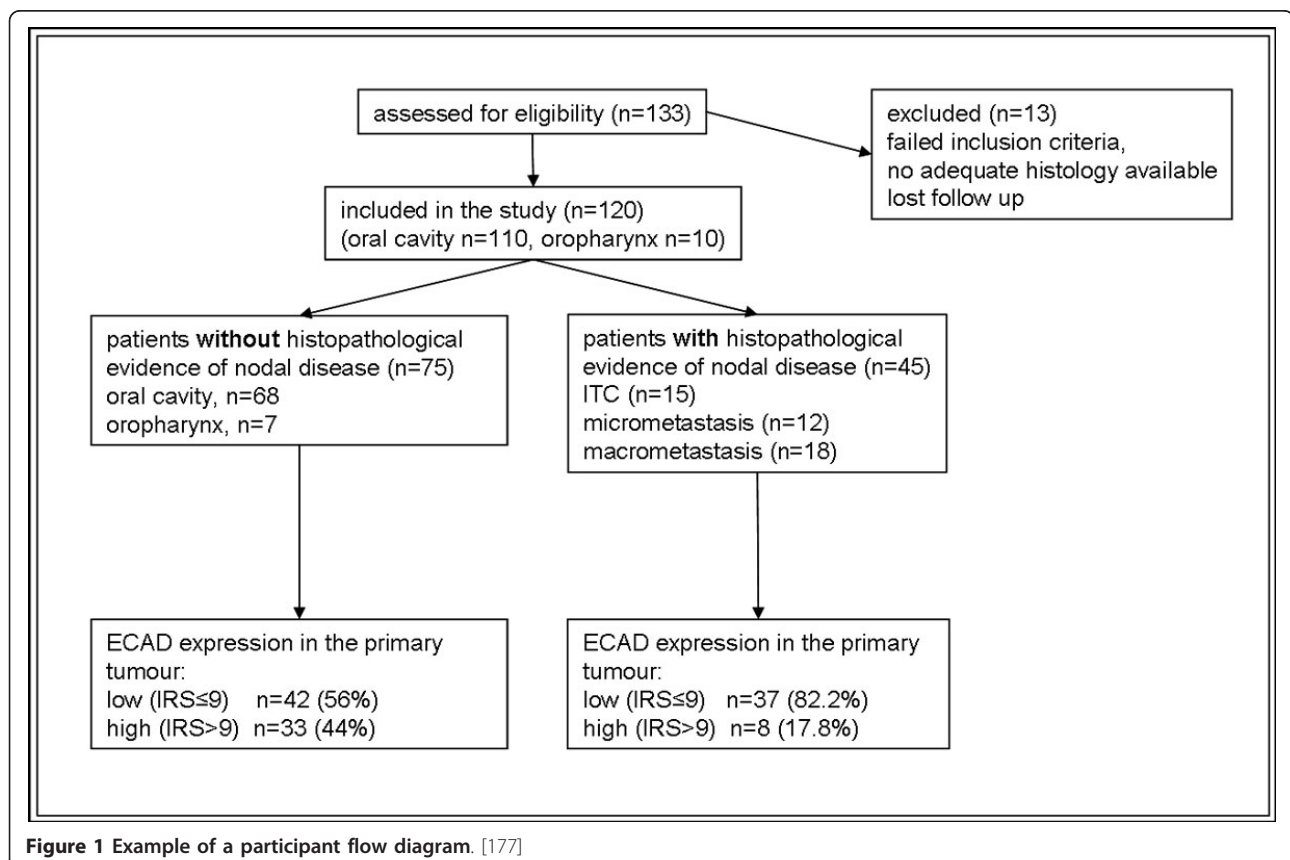 assessed for eligibility (n=133)
excluded (n=13)
failed inclusion criteria,
no adequate histology available
lost follow up
included in the study (n=120)
(oral cavity n=110, oropharynx n=10)
patients without histopathological
evidence of nodal disease (n=75)
oral cavity, n=68
oropharynx, n=7
patients with histopathological
evidence of nodal disease (n=45)
ITC (n=15)
micrometastasis (n=12)
macrometastasis (n=18)
ECAD expression in the primary
tumour:
low (IRS≤9) n=42 (56%)
high (IRS>9) n=33 (44%)
ECAD expression in the primary
tumour:
low (IRS≤9) n=37 (82.2%)
high (IRS>9) n=8 (17.8%)
Figure 1 Example of a participant flow diagram. [177]